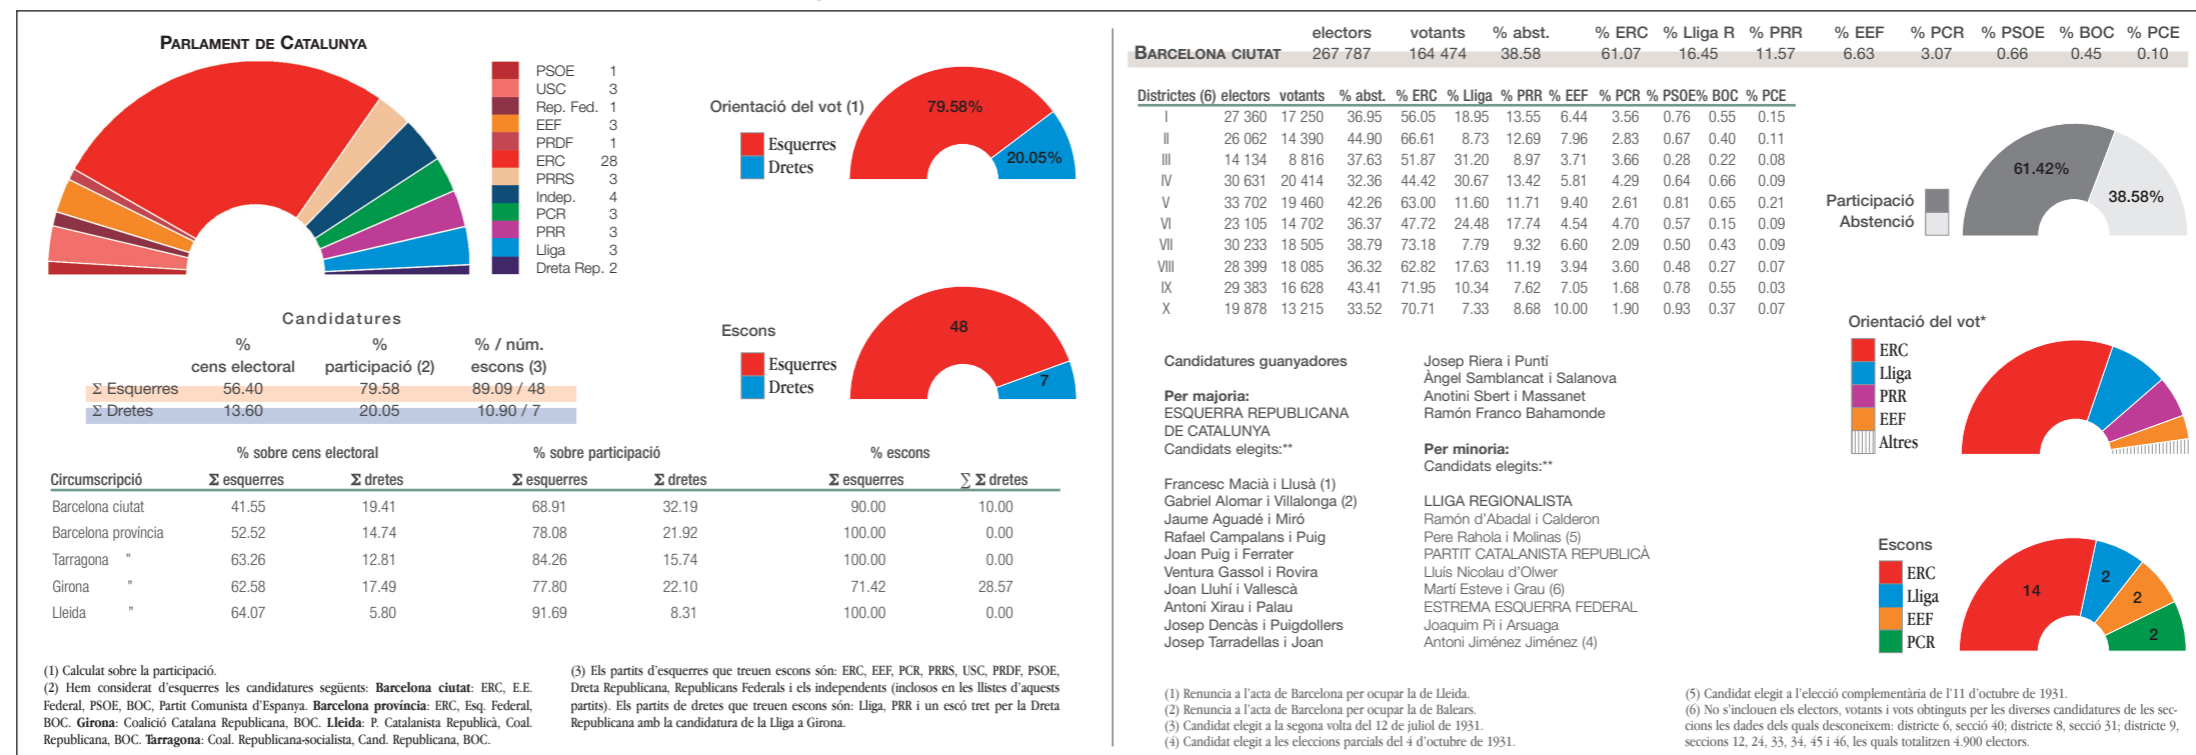 PARLAMENT DE CATALUNYA
PSOE 1
USC 3
Rep. Fed. 1
EEF 3
PRDF 1
ERC 28
PRRS 3
Indep. 4
PCR 3
PRR 3
Lliga 3
Dreta Rep. 2
Orientació del vot (1)
Esquerres
Dretes
79.58%
20.05%
Escons
Esquerres
Dretes
48
7
Candidatures
% % % / núm.
cens electoral participació (2) escons (3)
Σ Esquerres 56.40 79.58 89.09 / 48
Σ Dretes 13.60 20.05 10.90 / 7
% sobre cens electoral % sobre participació % escons
Circumscripció Σ esquerres Σ dretes Σ esquerres Σ dretes Σ esquerres ∑ Σ dretes
Barcelona ciutat 41.55 19.41 68.91 32.19 90.00 10.00
Barcelona província 52.52 14.74 78.08 21.92 100.00 0.00
Tarragona " 63.26 12.81 84.26 15.74 100.00 0.00
Girona " 62.58 17.49 77.80 22.10 71.42 28.57
Lleida " 64.07 5.80 91.69 8.31 100.00 0.00
(1) Calculat sobre la participació.
(2) Hem considerat d'esquerres les candidatures següents: Barcelona ciutat: ERC, E.E.
Federal, PSOE, BOC, Partit Comunista d'Espanya. Barcelona província: ERC, Esq. Federal,
BOC. Girona: Coalició Catalana Republicana, BOC. Lleida: P. Catalanista Republicà, Coal.
Republicana, BOC. Tarragona: Coal. Republicana-socialista, Cand. Republicana, BOC.
(3) Els partits d'esquerres que treuen escons són: ERC, EEF, PCR, PRRS, USC, PRDF, PSOE,
Dreta Republicana, Republicans Federals i els independents (inclosos en les llistes d'aquests
partits). Els partits de dretes que treuen escons són: Lliga, PRR i un escó tret per la Dreta
Republicana amb la candidatura de la Lliga a Girona.
electors votants % abst. % ERC % Lliga R % PRR % EEF % PCR % PSOE % BOC % PCE
BARCELONA CIUTAT 267 787 164 474 38.58 61.07 16.45 11.57 6.63 3.07 0.66 0.45 0.10
Districtes (6) electors votants % abst. % ERC % Lliga % PRR % EEF % PCR % PSOE% BOC % PCE
I 27 360 17 250 36.95 56.05 18.95 13.55 6.44 3.56 0.76 0.55 0.15
II 26 062 14 390 44.90 66.61 8.73 12.69 7.96 2.83 0.67 0.40 0.11
III 14 134 8 816 37.63 51.87 31.20 8.97 3.71 3.66 0.28 0.22 0.08
IV 30 631 20 414 32.36 44.42 30.67 13.42 5.81 4.29 0.64 0.66 0.09
V 33 702 19 460 42.26 63.00 11.60 11.71 9.40 2.61 0.81 0.65 0.21
VI 23 105 14 702 36.37 47.72 24.48 17.74 4.54 4.70 0.57 0.15 0.09
VII 30 233 18 505 38.79 73.18 7.79 9.32 6.60 2.09 0.50 0.43 0.09
VIII 28 399 18 085 36.32 62.82 17.63 11.19 3.94 3.60 0.48 0.27 0.07
IX 29 383 16 628 43.41 71.95 10.34 7.62 7.05 1.68 0.78 0.55 0.03
X 19 878 13 215 33.52 70.71 7.33 8.68 10.00 1.90 0.93 0.37 0.07
Participació
Abstenció
61.42%
38.58%
Candidatures guanyadores
Per majoria:
ESQUERRA REPUBLICANA
DE CATALUNYA
Candidats elegits:**
Francesc Macià i Llusà (1)
Gabriel Alomar i Villalonga (2)
Jaume Aguadé i Miró
Rafael Campalans i Puig
Joan Puig i Ferrater
Ventura Gassol i Rovira
Joan Lluhí i Vallescà
Antoni Xirau i Palau
Josep Dencàs i Puigdollers
Josep Tarradellas i Joan
Josep Riera i Puntí
Àngel Samblancat i Salanova
Anotini Sbert i Massanet
Ramón Franco Bahamonde
Per minoria:
Candidats elegits:**
LLIGA REGIONALISTA
Ramón d'Abadal i Calderon
Pere Rahola i Molinas (5)
PARTIT CATALANISTA REPUBLICÀ
Lluís Nicolau d'Olwer
Martí Esteve i Grau (6)
ESTREMA ESQUERRA FEDERAL
Joaquim Pi i Arsuaga
Antoni Jiménez Jiménez (4)
Orientació del vot*
ERC
Lliga
PRR
EEF
Altres
Escons
ERC
Lliga
EEF
PCR
14
2
2
2
(1) Renuncia a l'acta de Barcelona per ocupar la de Lleida.
(2) Renuncia a l'acta de Barcelona per ocupar la de Balears.
(3) Candidat elegit a la segona volta del 12 de juliol de 1931.
(4) Candidat elegit a les eleccions parcials del 4 d'octubre de 1931.
(5) Candidat elegit a l'elecció complementària de l'11 d'octubre de 1931.
(6) No s'inclouen els electors, votants i vots obtinguts per les diverses candidatures de les sec-
cions les dades dels quals desconeixem: districte 6, secció 40; districte 8, secció 31; districte 9,
seccions 12, 24, 33, 34, 45 i 46, les quals totalitzen 4.900 electors.